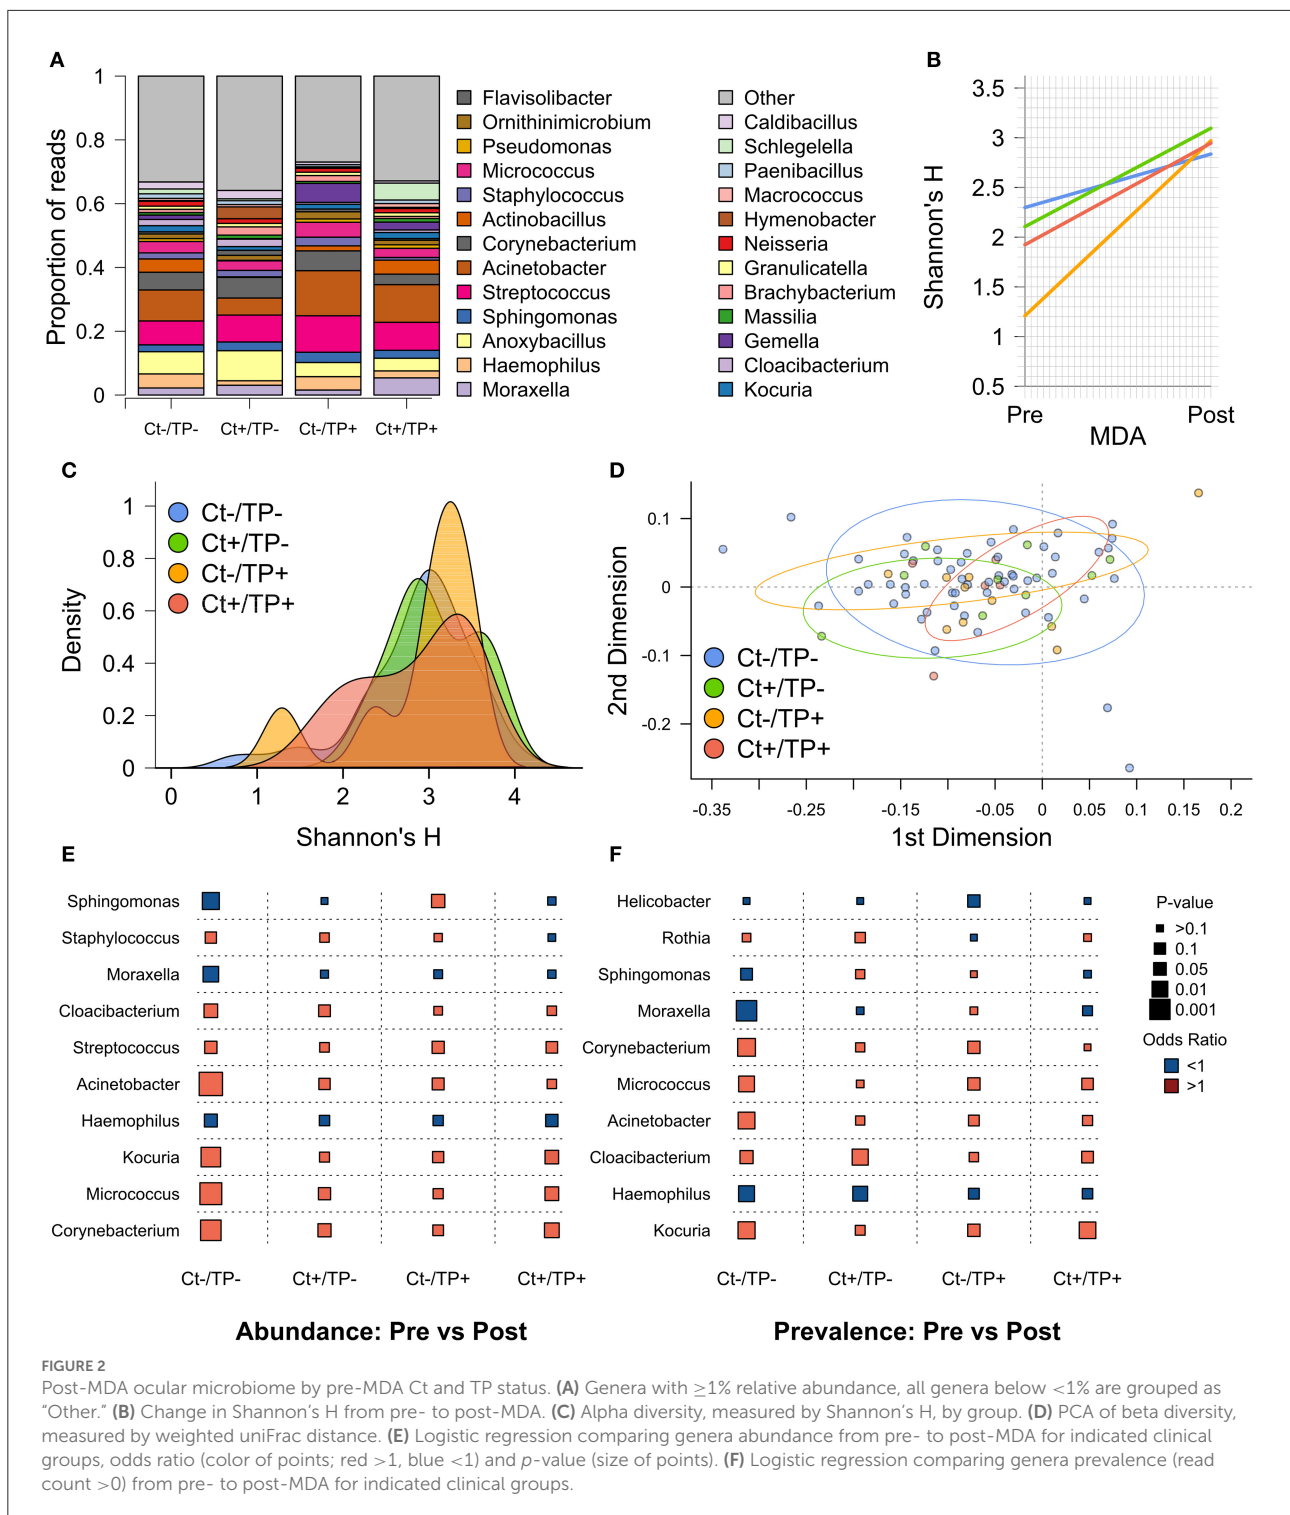 A
Proportion of reads
1
0.8
0.6
0.4
0.2
0
Ct-/TP-
Ct+/TP-
Ct-/TP+
Ct+/TP+
Flavisolibacter
Ornithinimicrobium
Pseudomonas
Micrococcus
Staphylococcus
Actinobacillus
Corynebacterium
Acinetobacter
Streptococcus
Sphingomonas
Anoxybacillus
Haemophilus
Moraxella
Other
Caldibacillus
Schlegelella
Paenibacillus
Macrococcus
Hymenobacter
Neisseria
Granulicatella
Brachybacterium
Massilia
Gemella
Cloacibacterium
Kocuria
B
Shannon's H
3.5
3
2.5
2
1.5
1
0.5
Pre
Post
MDA
C
Density
1
0.8
0.6
0.4
0.2
0
Ct-/TP-
Ct+/TP-
Ct-/TP+
Ct+/TP+
0
1
2
3
4
Shannon's H
D
2nd Dimension
0.1
0
-0.1
-0.2
Ct-/TP-
Ct+/TP-
Ct-/TP+
Ct+/TP+
-0.35
-0.25
-0.15
-0.05
0
0.05
0.1
0.15
0.2
1st Dimension
E
Sphingomonas
Staphylococcus
Moraxella
Cloacibacterium
Streptococcus
Acinetobacter
Haemophilus
Kocuria
Micrococcus
Corynebacterium
Ct-/TP-
Ct+/TP-
Ct-/TP+
Ct+/TP+
Abundance: Pre vs Post
F
Helicobacter
Rothia
Sphingomonas
Moraxella
Corynebacterium
Micrococcus
Acinetobacter
Cloacibacterium
Haemophilus
Kocuria
Ct-/TP-
Ct+/TP-
Ct-/TP+
Ct+/TP+
Prevalence: Pre vs Post
P-value
>0.1
0.1
0.05
0.01
0.001
Odds Ratio
<1
>1
FIGURE 2
Post-MDA ocular microbiome by pre-MDA Ct and TP status. (A) Genera with ≥1% relative abundance, all genera below <1% are grouped as
“Other.” (B) Change in Shannon’s H from pre- to post-MDA. (C) Alpha diversity, measured by Shannon’s H, by group. (D) PCA of beta diversity,
measured by weighted uniFrac distance. (E) Logistic regression comparing genera abundance from pre- to post-MDA for indicated clinical
groups, odds ratio (color of points; red >1, blue <1) and p-value (size of points). (F) Logistic regression comparing genera prevalence (read
count >0) from pre- to post-MDA for indicated clinical groups.